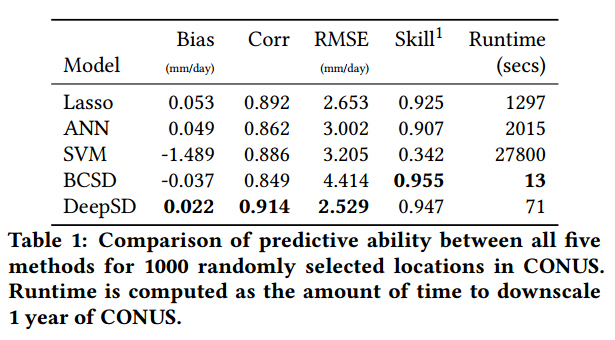 Bias Corr RMSE Skill1 Runtime
Model (mm/day) (mm/day) (secs)
Lasso 0.053 0.892 2.653 0.925 1297
ANN 0.049 0.862 3.002 0.907 2015
SVM -1.489 0.886 3.205 0.342 27800
BCSD -0.037 0.849 4.414 0.955 13
DeepSD 0.022 0.914 2.529 0.947 71
Table 1: Comparison of predictive ability between all five
methods for 1000 randomly selected locations in CONUS.
Runtime is computed as the amount of time to downscale
1 year of CONUS.